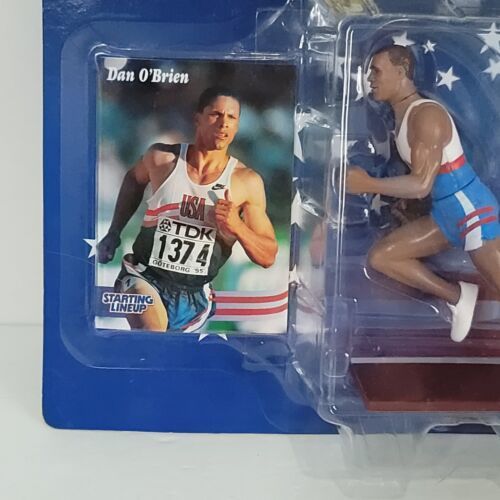 Dan O'Brien
USA
TDK
1374
GÖTEBORG '95
STARTING
LINEUP